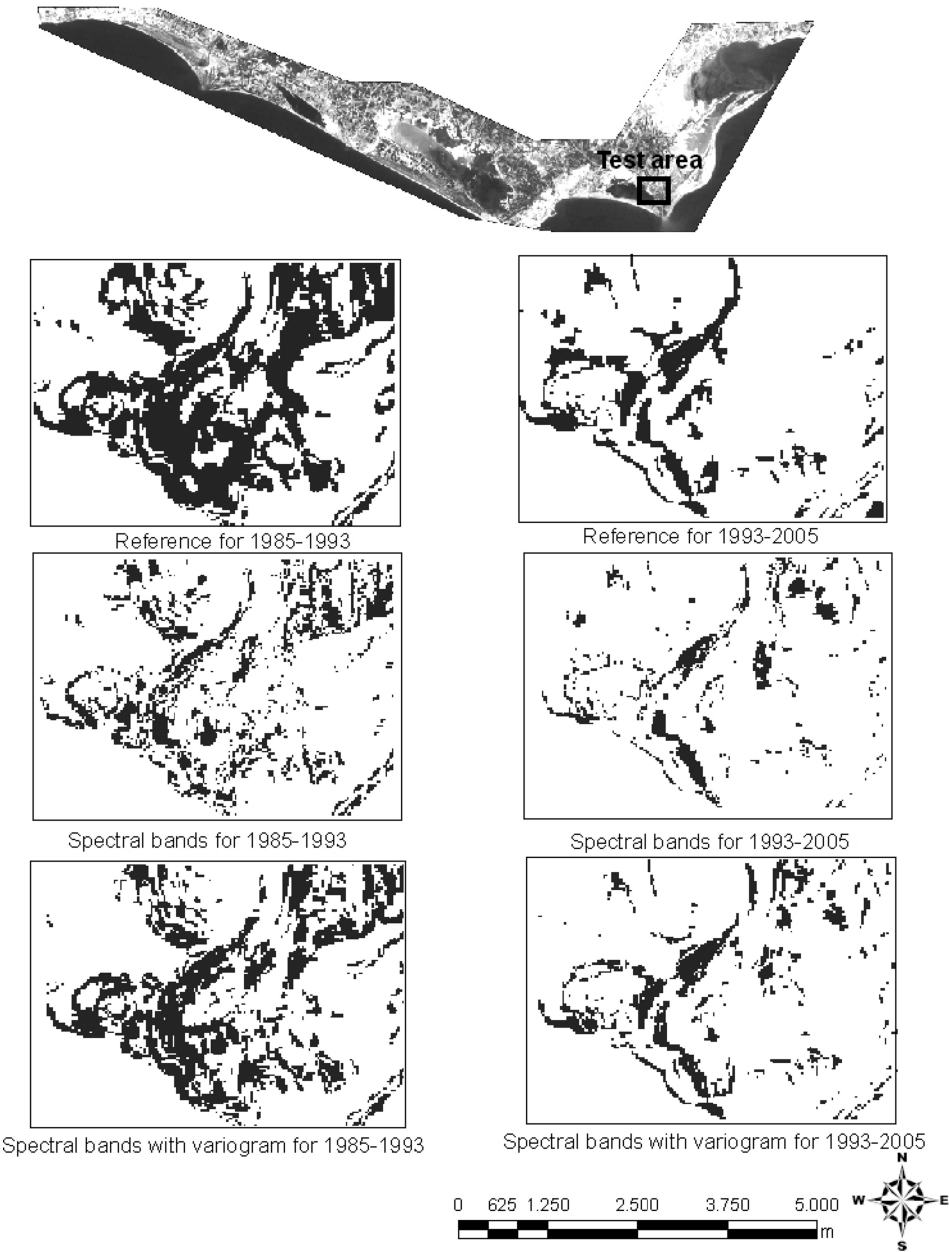 Test area
Reference for 1985-1993
Reference for 1993-2005
Spectral bands for 1985-1993
Spectral bands for 1993-2005
Spectral bands with variogram for 1985-1993
Spectral bands with variogram for 1993-2005
N
W E
S
0 625 1.250 2.500 3.750 5.000
m